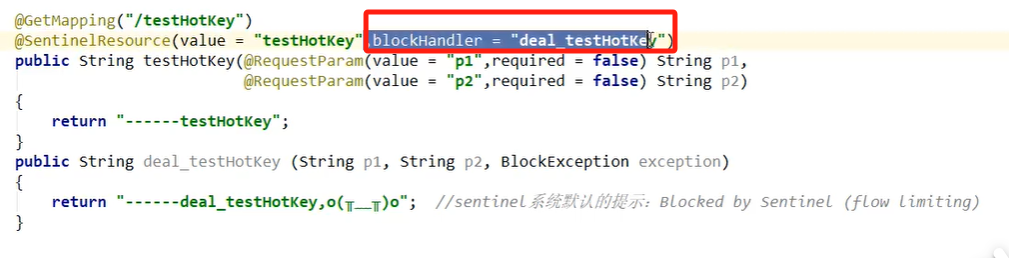 @GetMapping("/testHotKey")
@SentinelResource(value = "testHotKey",blockHandler = "deal_testHotKey")
public String testHotKey(@RequestParam(value = "p1",required = false) String p1,
@RequestParam(value = "p2",required = false) String p2)
{
return "------testHotKey";
}
public String deal_testHotKey (String p1, String p2, BlockException exception)
{
return "------deal_testHotKey,o(╥﹏╥)o"; //sentinel系统默认的提示：Blocked by Sentinel (flow limiting)
}